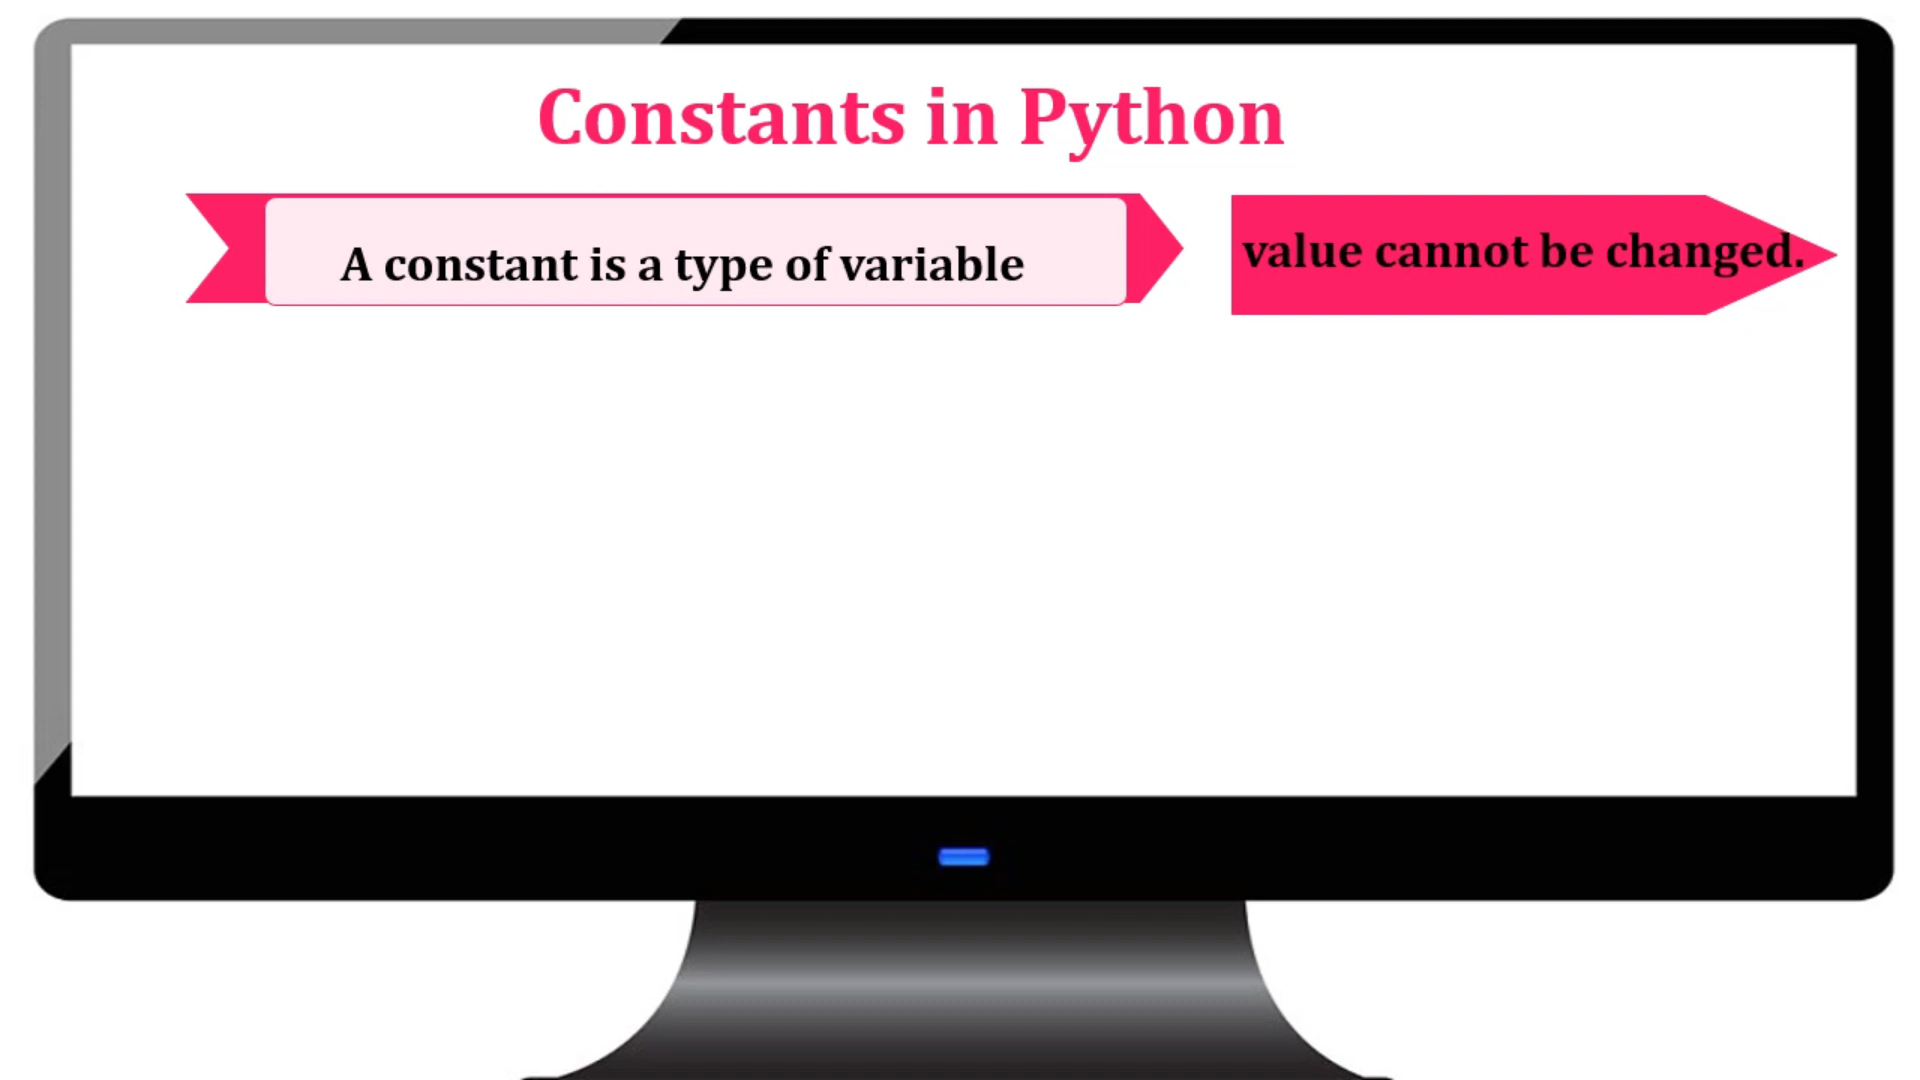 Constants in Python
A constant is a type of variable
value cannot be changed.